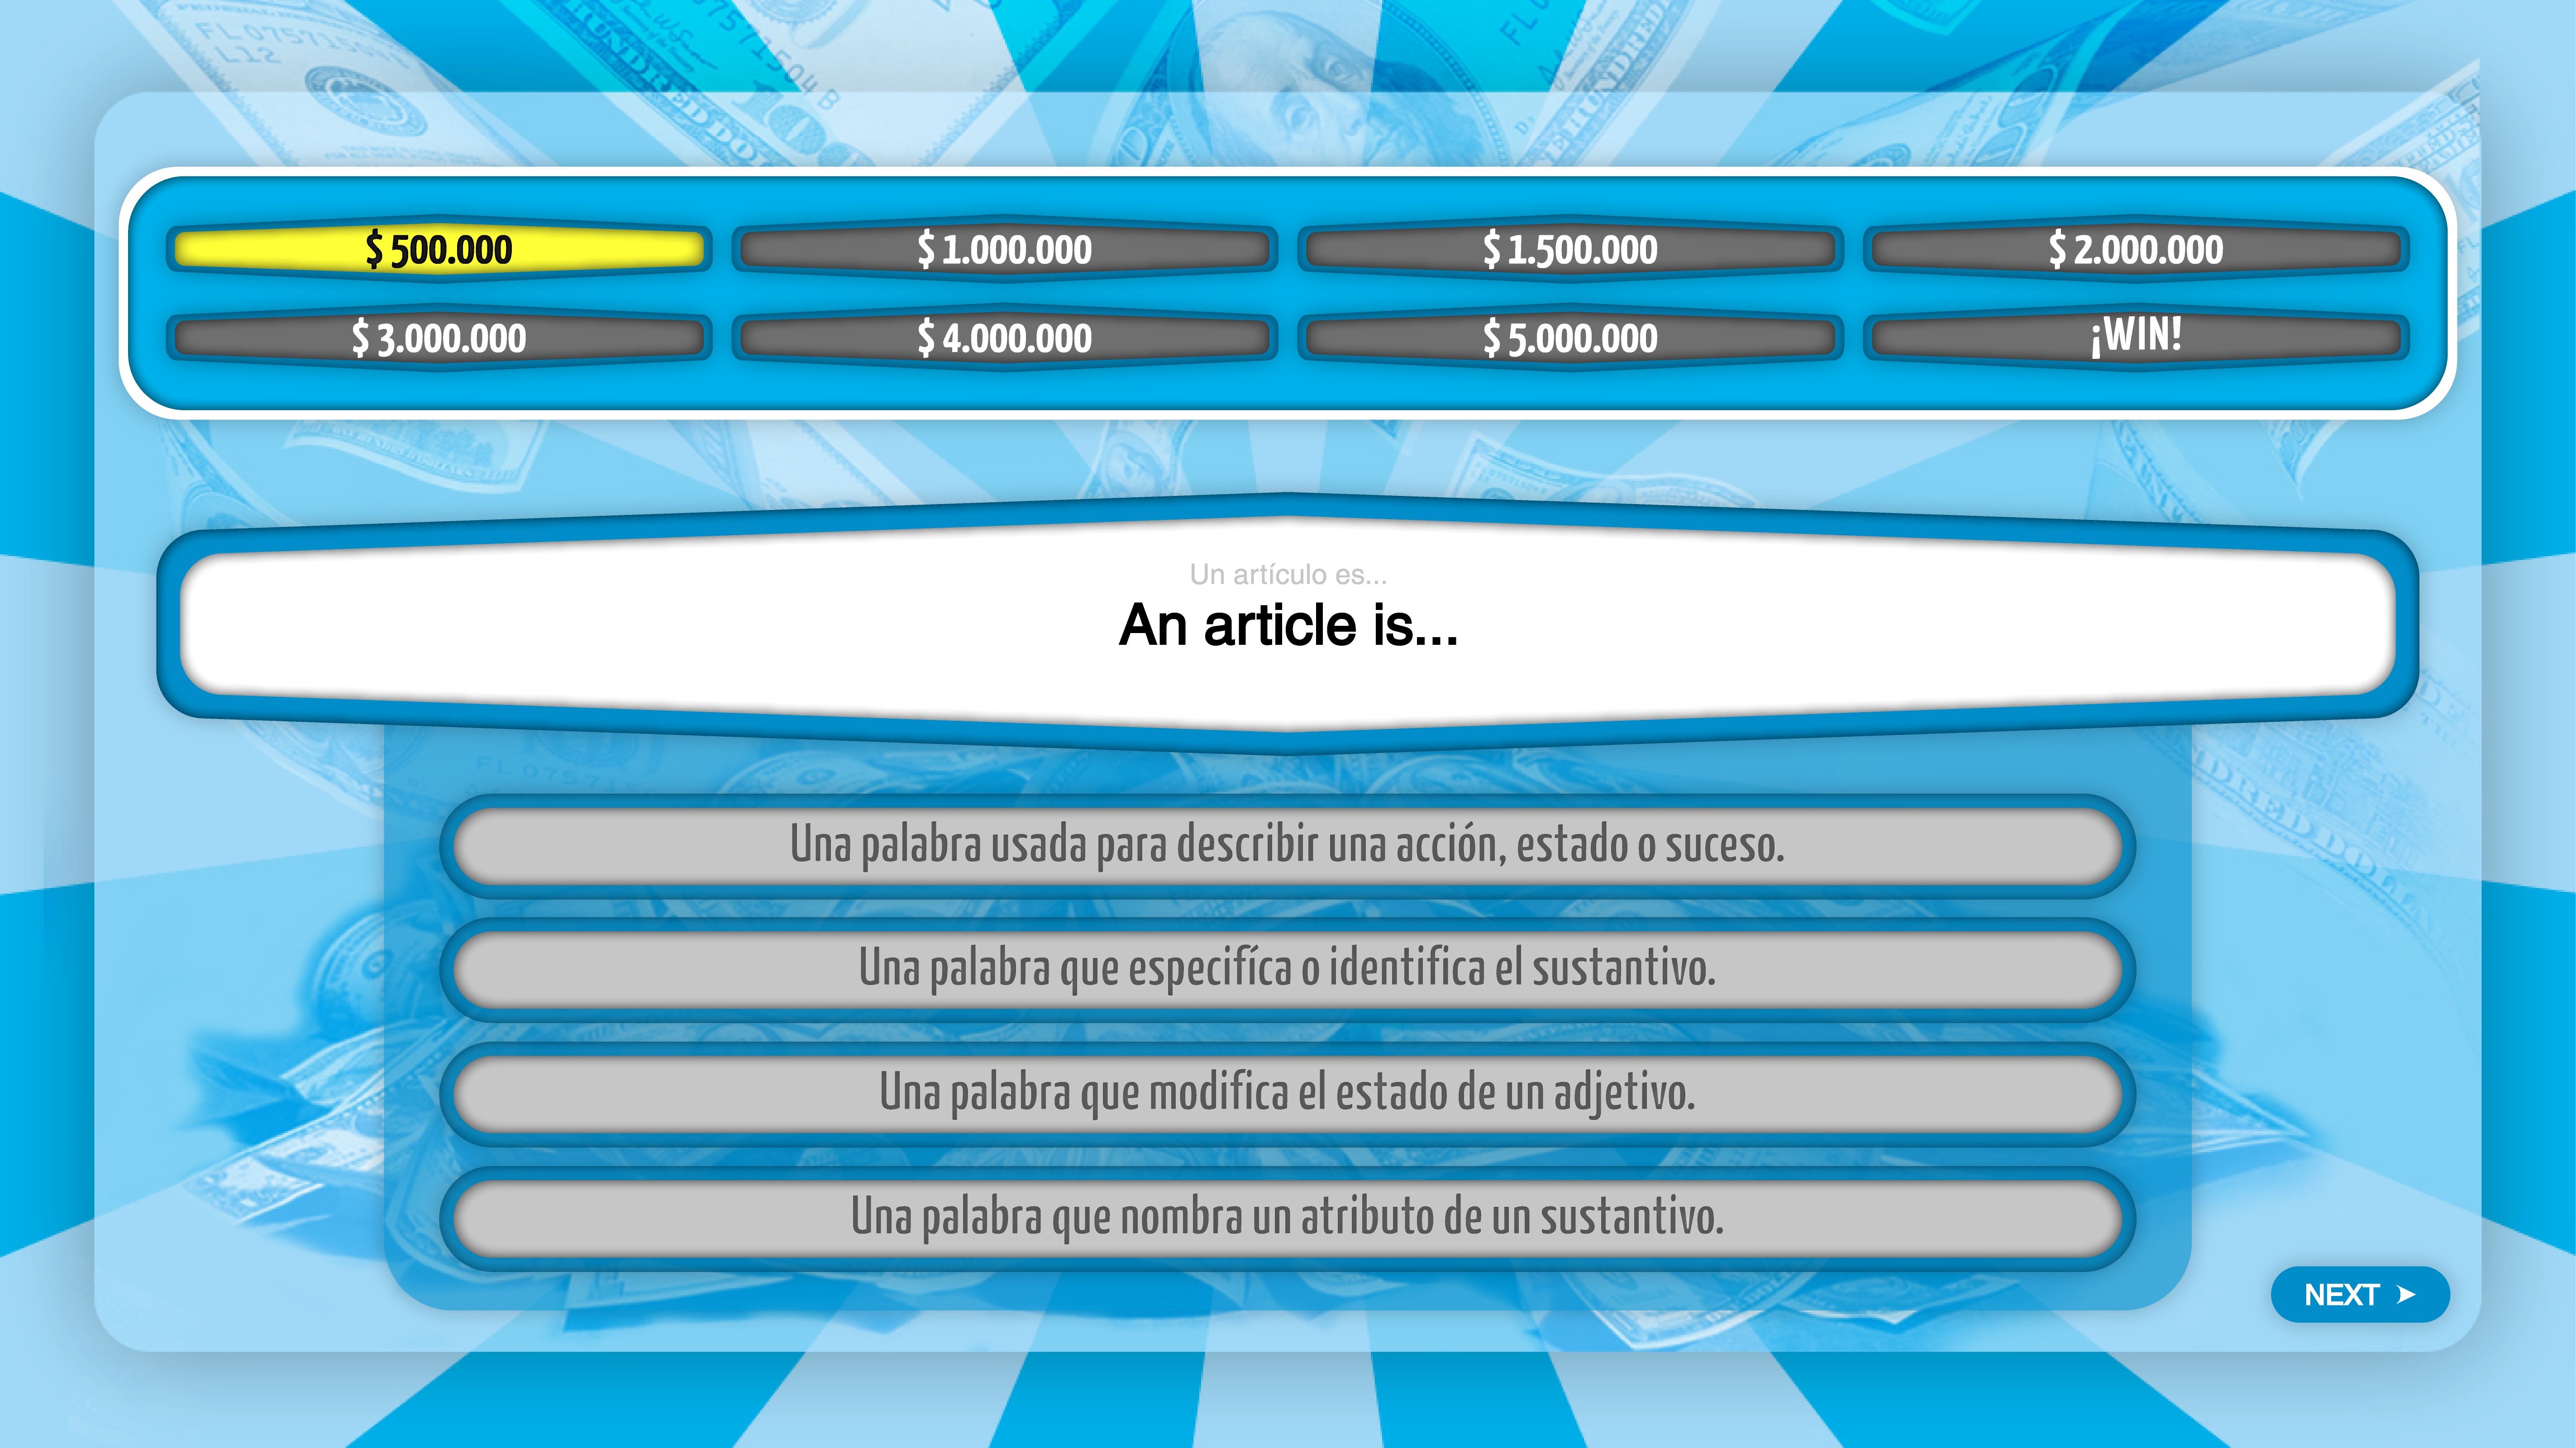 $ 500.000
$ 1.000.000
$ 1.500.000
$ 2.000.000
$ 3.000.000
$ 4.000.000
$ 5.000.000
¡WIN!
Un artículo es...
An article is...
Una palabra usada para describir una acción, estado o suceso.
Una palabra que especifíca o identifica el sustantivo.
Una palabra que modifica el estado de un adjetivo.
Una palabra que nombra un atributo de un sustantivo.
NEXT ➤